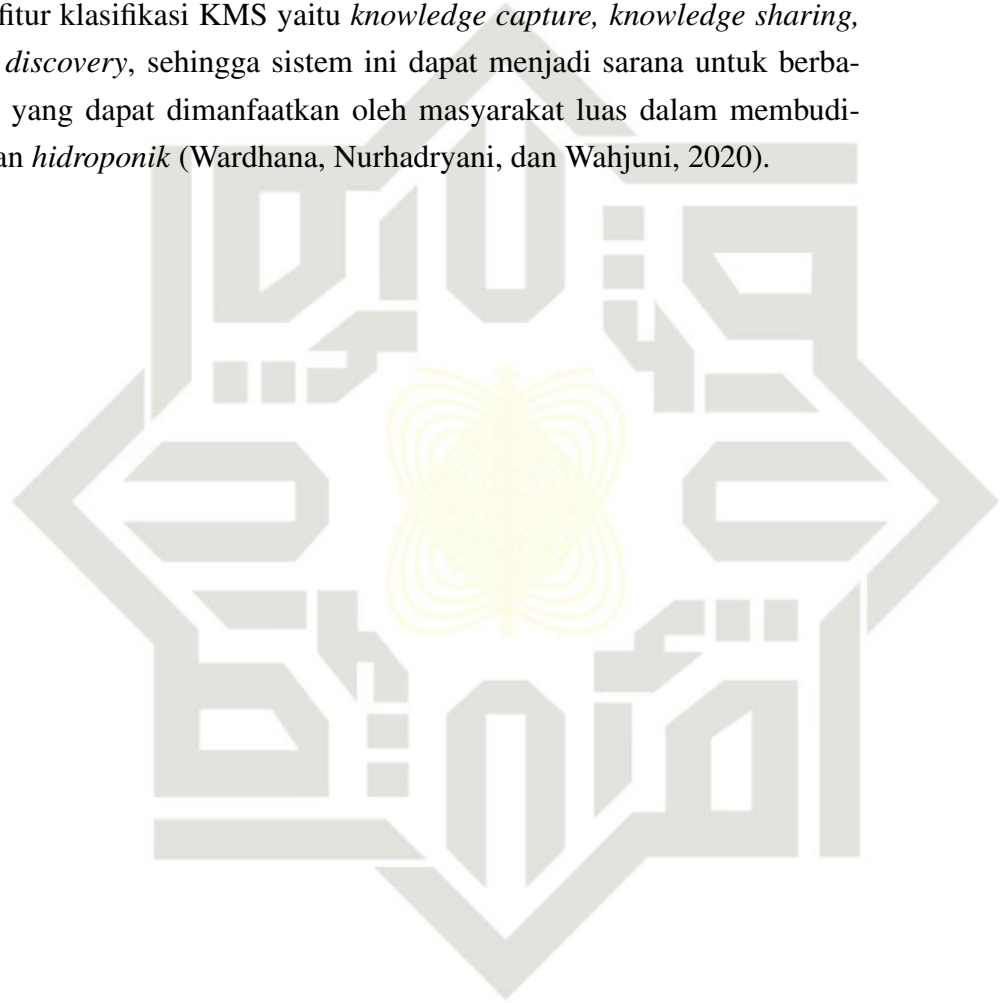 fitur klasifikasi KMS yaitu knowledge capture, knowledge sharing,
discovery, sehingga sistem ini dapat menjadi sarana untuk berba-
yang dapat dimanfaatkan oleh masyarakat luas dalam membudi-
an hidroponik (Wardhana, Nurhadryani, dan Wahjuni, 2020).